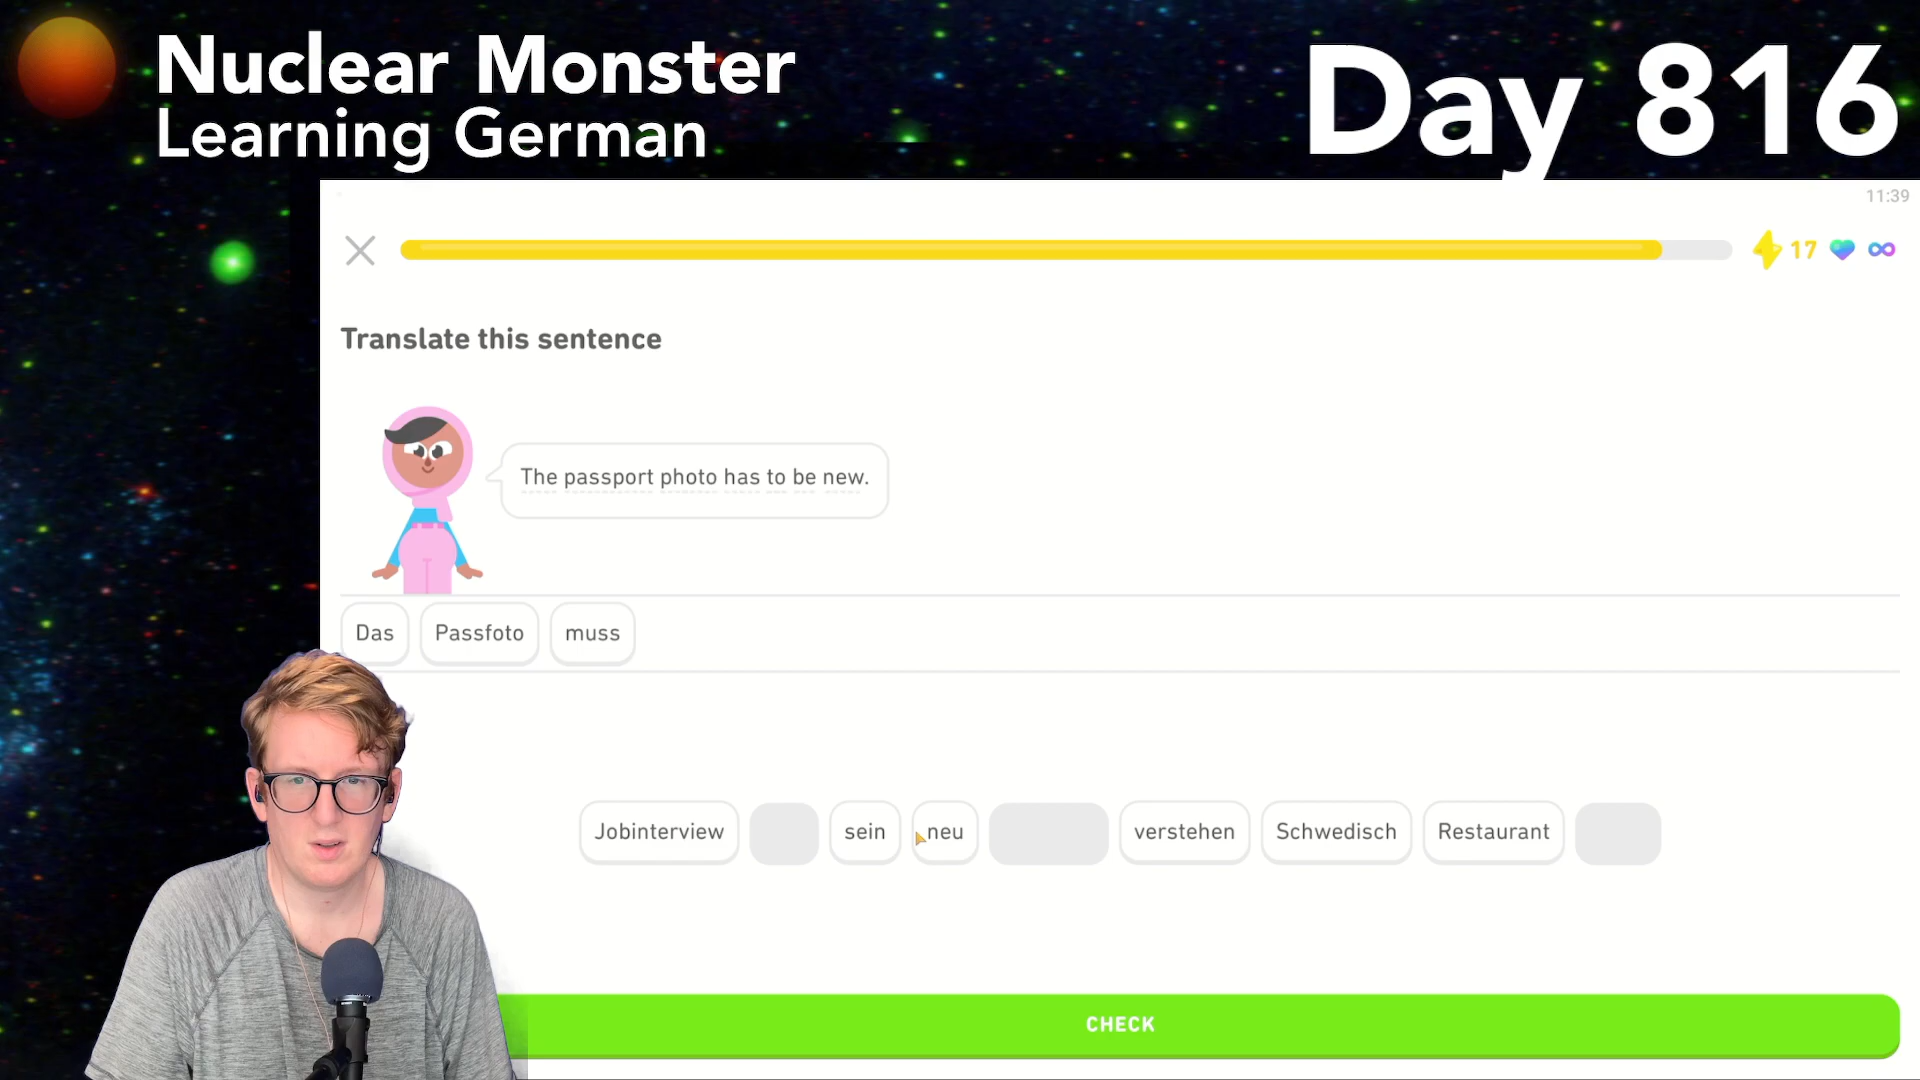 Nuclear Monster
Learning German
Day 816
11:39
17
Translate this sentence
The passport photo has to be new.
Das Passfoto muss
Jobinterview sein neu verstehen Schwedisch Restaurant
CHECK